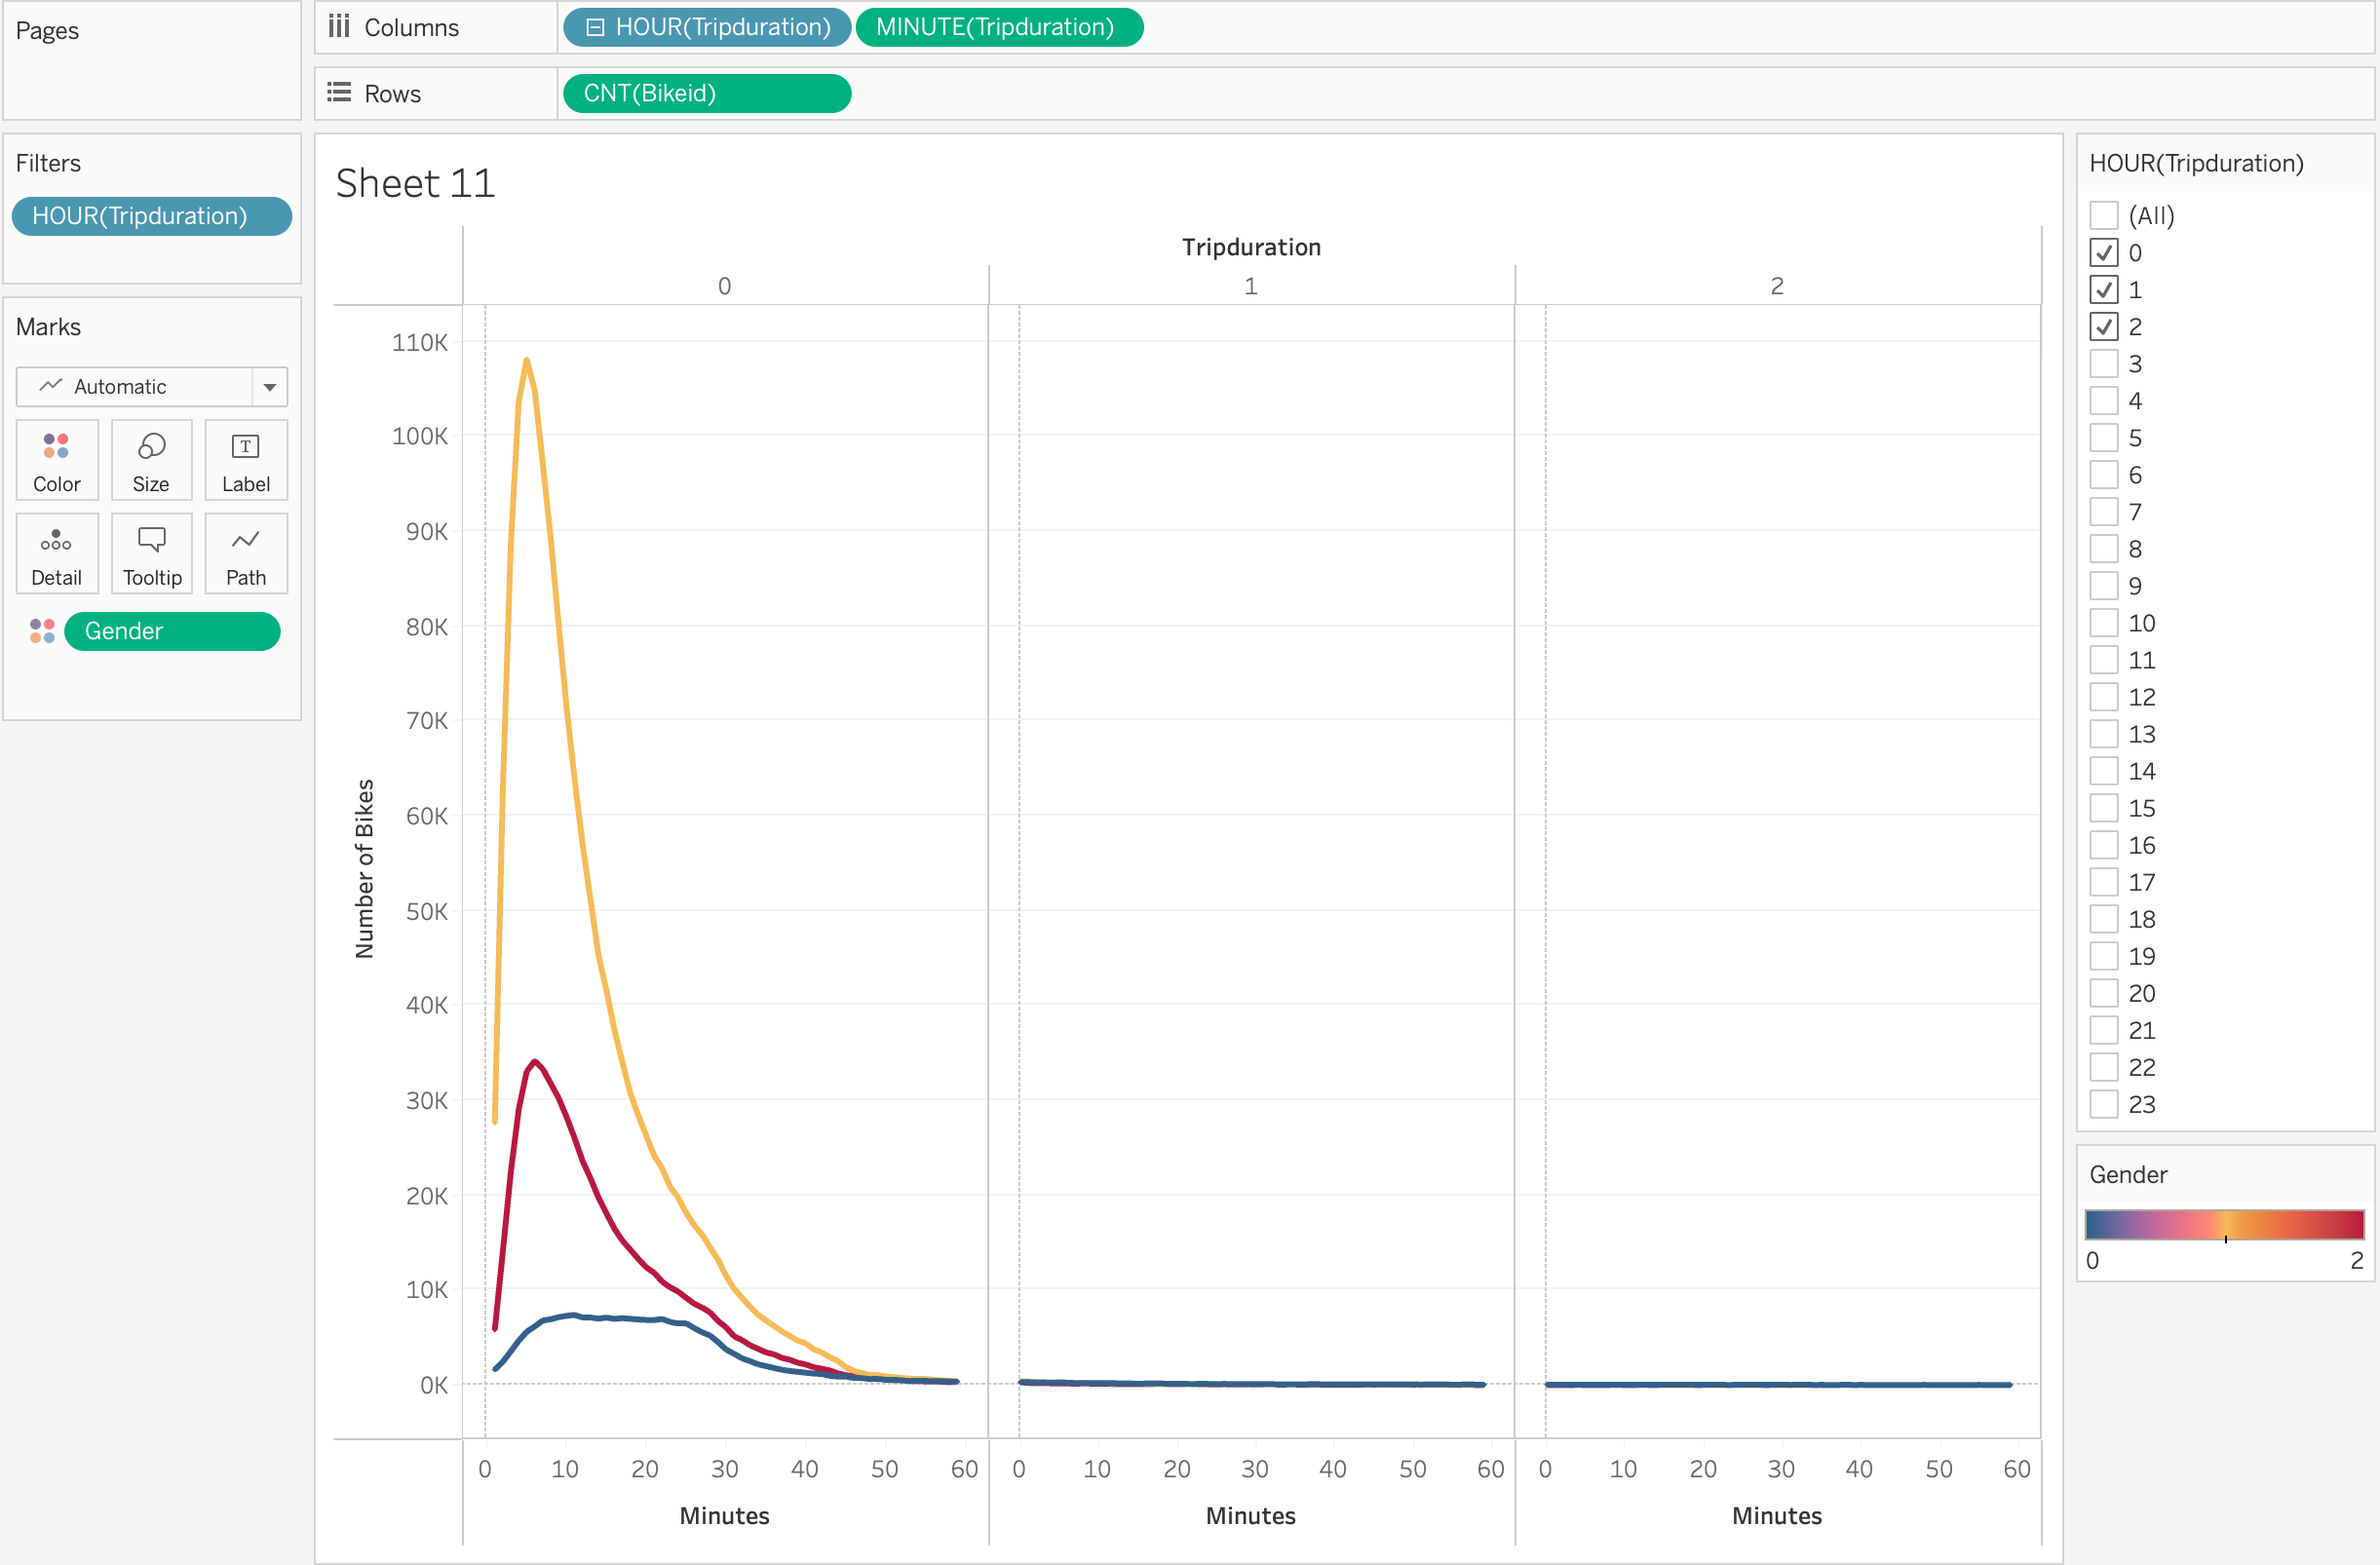 Pages
Columns
HOUR(Tripduration)
MINUTE(Tripduration)
Rows
CNT(Bikeid)
Filters
HOUR(Tripduration)
Marks
Automatic
Color
Size
T
Label
Detail
Tooltip
Path
Gender
Sheet 11
Tripduration
0
1
2
110K
100K
90K
80K
70K
60K
50K
40K
30K
20K
10K
0K
Number of Bikes
0 10 20 30 40 50 60
0 10 20 30 40 50 60
0 10 20 30 40 50 60
Minutes
Minutes
Minutes
HOUR(Tripduration)
(All)
0
1
2
3
4
5
6
7
8
9
10
11
12
13
14
15
16
17
18
19
20
21
22
23
Gender
0
2